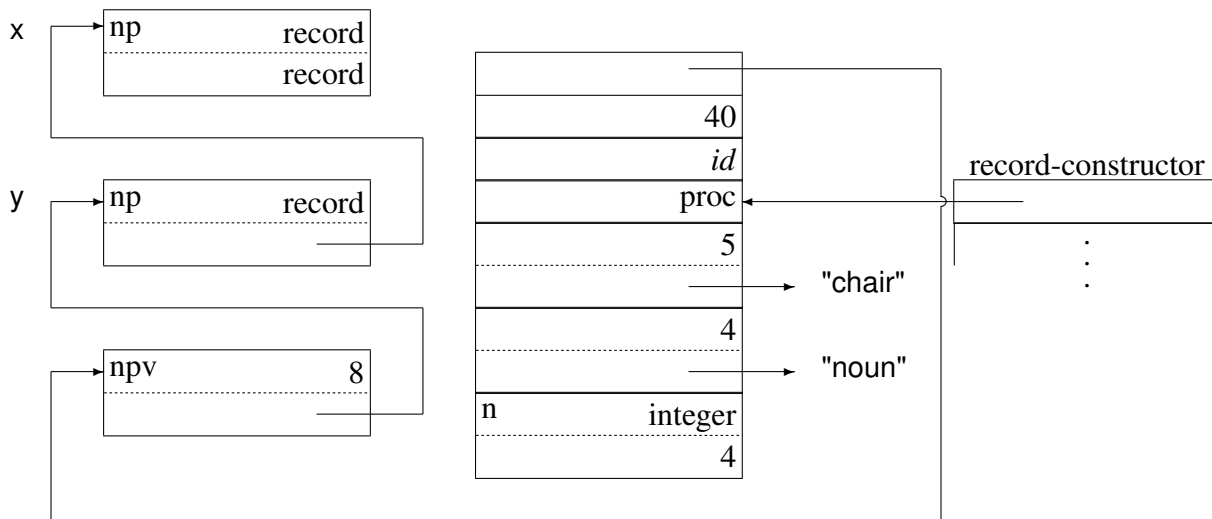 x
np record
record
y
np record
npv 8
40
id
proc
5
"chair"
4
"noun"
n integer
4
record-constructor